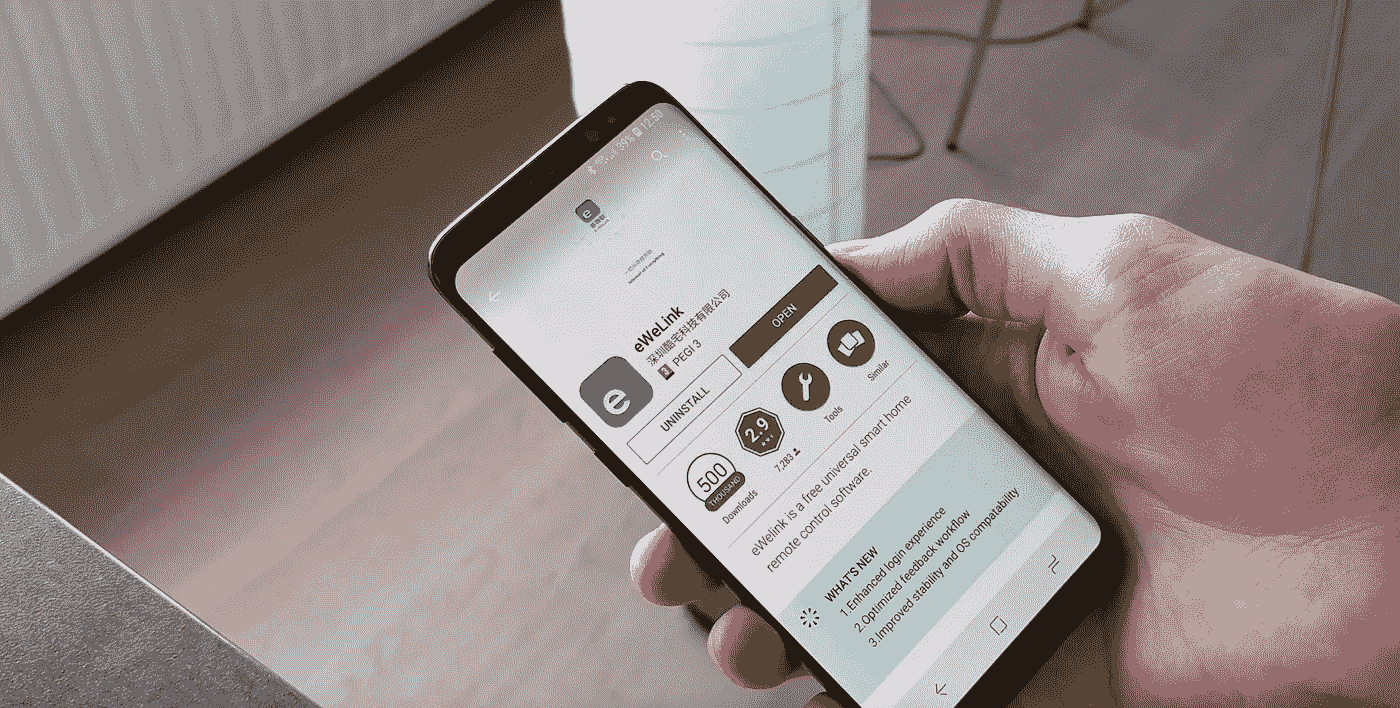 39% 12:50
e
eWeLink
深圳酷宅科技有限公司
3 PEGI 3
e
UNINSTALL
OPEN
500
THOUSAND
Downloads
2.9
7,283
Tools
Similar
eWelink is a free universal smart home
remote control software.
WHAT'S NEW
1.Enhanced login experience
2.Optimized feedback workflow
3.Improved stability and OS compatability